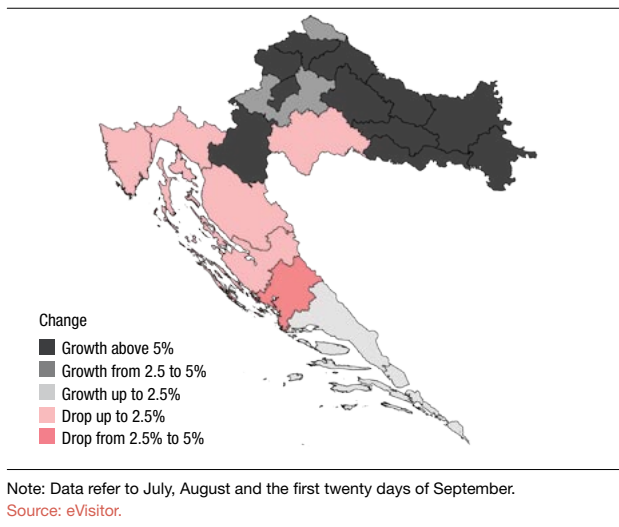 Change
Growth above 5%
Growth from 2.5 to 5%
Growth up to 2.5%
Drop up to 2.5%
Drop from 2.5% to 5%
Note: Data refer to July, August and the first twenty days of September.
Source: eVisitor.